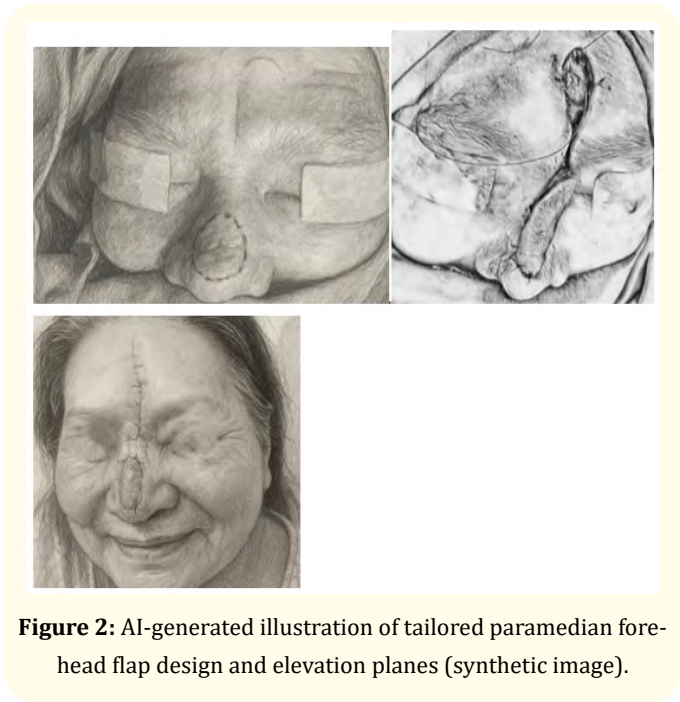 Figure 2: AI-generated illustration of tailored paramedian fore-
head flap design and elevation planes (synthetic image).